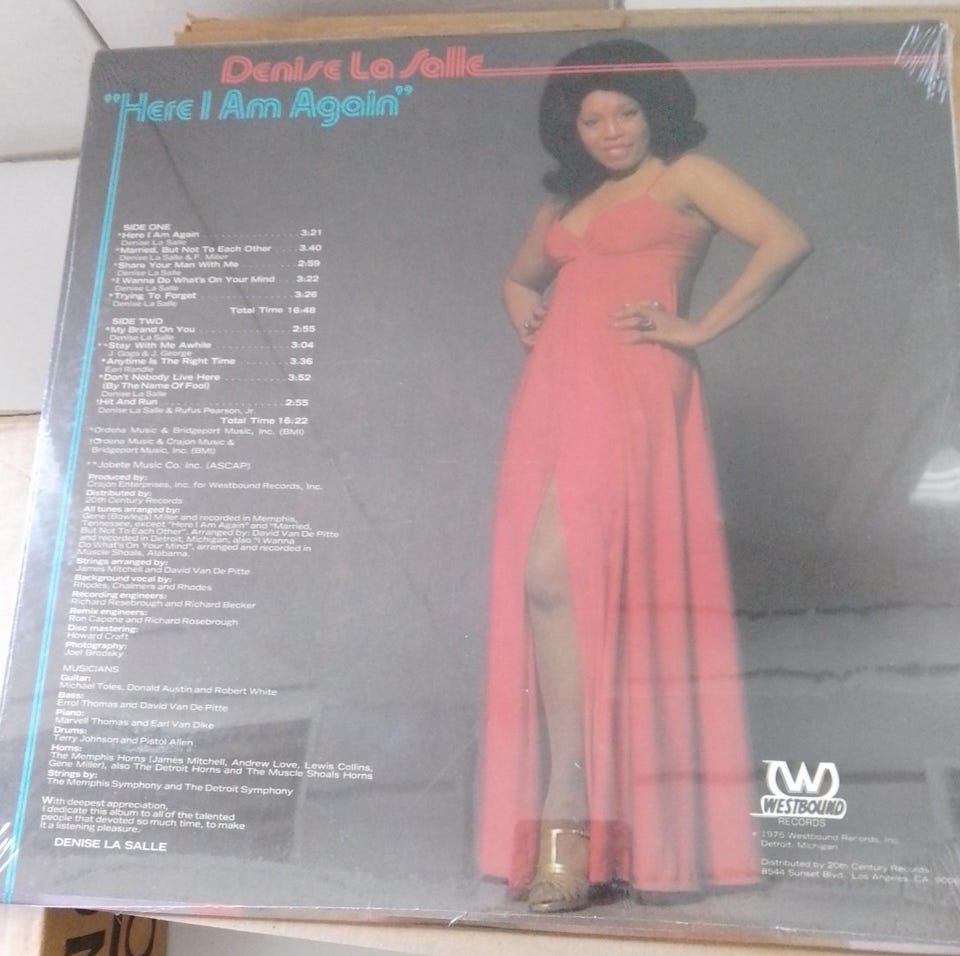 Denise La Salle
"Here I Am Again"
SIDE ONE
*Here I Am Again 3:21
Denise La Salle
*Married, But Not To Each Other 3.40
Denise La Salle & F. Miller
*Share Your Man With Me 2:59
Denise La Salle
*I Wanna Do What's On Your Mind 3:22
Denise La Salle
*Trying To Forget 3:26
Denise La Salle
Total Time 16:48
SIDE TWO
*My Brand On You 2:55
Denise La Salle
**Stay With Me Awhile 3:04
J. Goga & J. George
*Anytime Is The Right Time 3.36
Earl Randle
*Don't Nobody Live Here 3:52
(By The Name Of Fool)
Denise La Salle
!Hit And Run 2:55
Denise La Salle & Rufus Pearson, Jr.
Total Time 16:22
*Ordena Music & Bridgeport Music, Inc. (BMI)
!Ordena Music & Crajon Music &
Bridgeport Music, Inc. (BMI)
**Jobete Music Co. Inc. (ASCAP)
Produced by:
Crajon Enterprises, Inc. for Westbound Records, Inc.
Distributed by:
20th Century Records
All tunes arranged by:
Gene (Bowlegs) Miller and recorded in Memphis,
Tennessee, except "Here I Am Again" and "Married,
But Not To Each Other". Arranged by: David Van De Pitte
and recorded in Detroit, Michigan, also "I Wanna
Do What's On Your Mind", arranged and recorded in
Muscle Shoals, Alabama.
Strings arranged by:
James Mitchell and David Van De Pitte
Background vocal by:
Rhodes, Chalmers and Rhodes
Recording engineers:
Richard Rosebrough and Richard Becker
Remix engineers:
Ron Capone and Richard Rosebrough
Disc mastering:
Howard Craft
Photography:
Joel Brodsky
MUSICIANS
Guitar:
Michael Toles, Donald Austin and Robert White
Bass:
Errol Thomas and David Van De Pitte
Piano:
Marvell Thomas and Earl Van Dike
Drums:
Terry Johnson and Pistol Allen
Horns:
The Memphis Horns (James Mitchell, Andrew Love, Lewis Collins,
Gene Miller), also The Detroit Horns and The Muscle Shoals Horns
Strings by:
The Memphis Symphony and The Detroit Symphony
With deepest appreciation,
I dedicate this album to all of the talented
people that devoted so much time, to make
it a listening pleasure.
DENISE LA SALLE
W
WESTBOUND
RECORDS
1975 Westbound Records, Inc.
Detroit, Michigan
Distributed by 20th Century Records
8544 Sunset Blvd. Los Angeles, CA